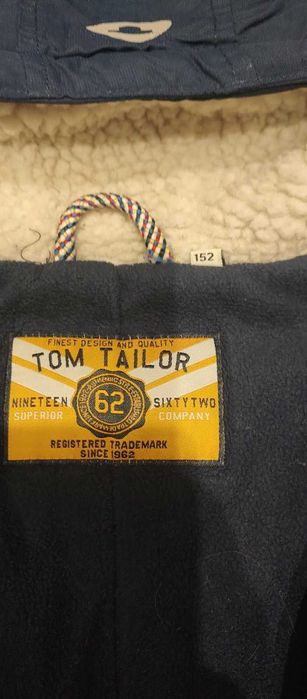 152
FINEST DESIGN AND QUALITY
TOM TAILOR
NINETEEN 62 SIXTYTWO
SUPERIOR COMPANY
REGISTERED TRADEMARK
SINCE 1962